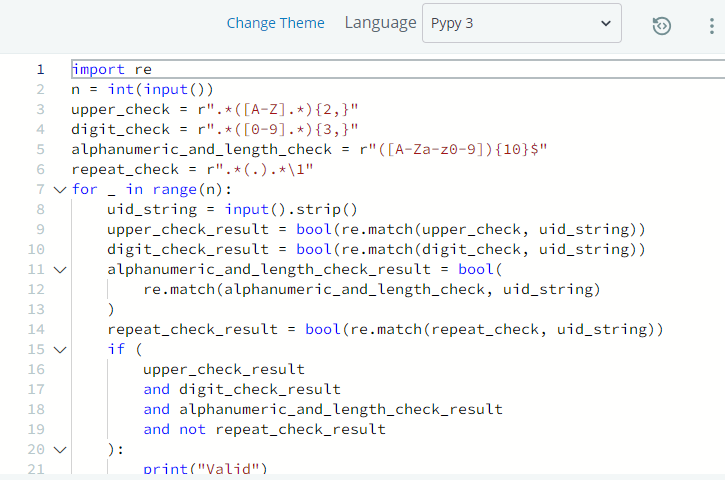 Change Theme Language Pypy 3
1 import re
2 n = int(input())
3 upper_check = r".*([A-Z].*){2,}"
4 digit_check = r".*([0-9].*){3,}"
5 alphanumeric_and_length_check = r"([A-Za-z0-9]){10}$"
6 repeat_check = r".*(.).*\1"
7 for _ in range(n):
8     uid_string = input().strip()
9     upper_check_result = bool(re.match(upper_check, uid_string))
10     digit_check_result = bool(re.match(digit_check, uid_string))
11     alphanumeric_and_length_check_result = bool(
12         re.match(alphanumeric_and_length_check, uid_string)
13     )
14     repeat_check_result = bool(re.match(repeat_check, uid_string))
15     if (
16         upper_check_result
17         and digit_check_result
18         and alphanumeric_and_length_check_result
19         and not repeat_check_result
20     ):
21         print("Valid")